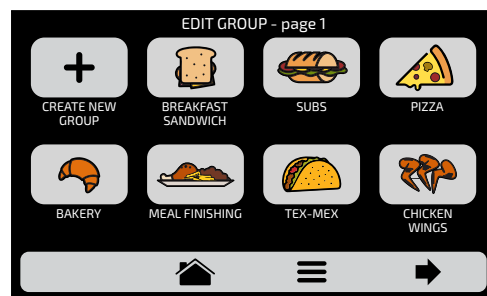 EDIT GROUP - page 1
CREATE NEW
GROUP
BREAKFAST
SANDWICH
SUBS
PIZZA
BAKERY
MEAL FINISHING
TEX-MEX
CHICKEN
WINGS